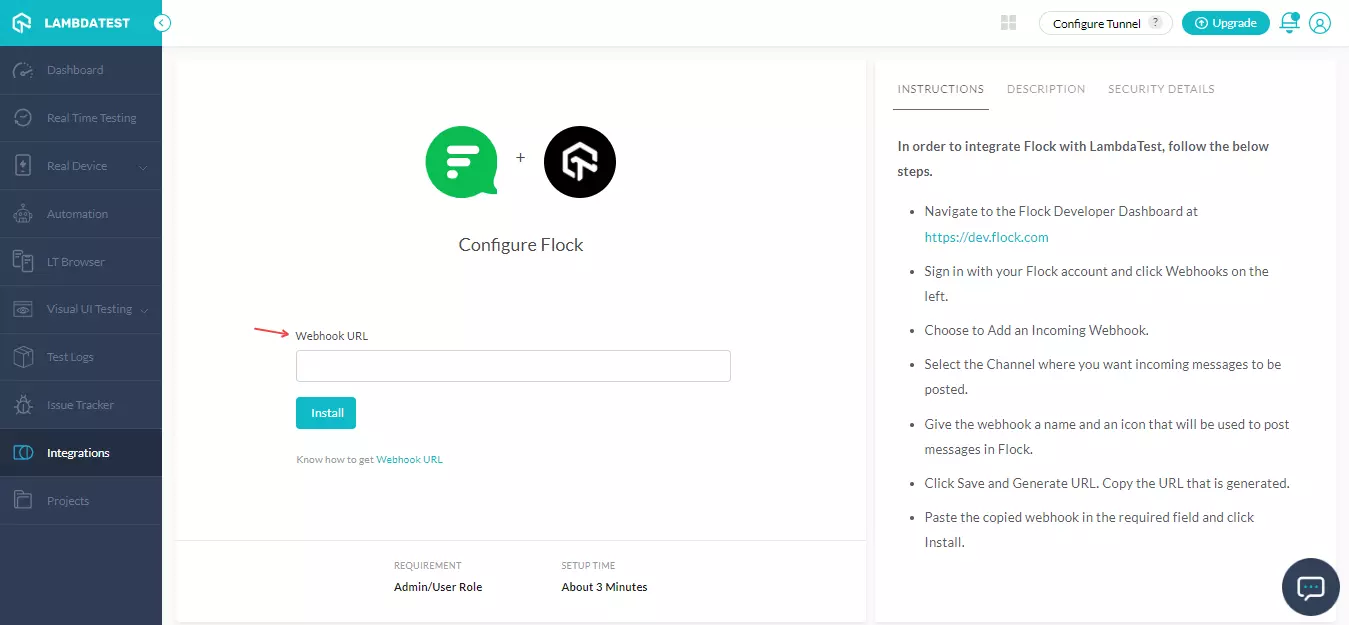 LAMBDATEST
Configure Tunnel ?
Upgrade
Dashboard
Real Time Testing
Real Device
Automation
LT Browser
Visual UI Testing
Test Logs
Issue Tracker
Integrations
Projects
+
Configure Flock
Webhook URL
Install
Know how to get Webhook URL
REQUIREMENT
Admin/User Role
SETUP TIME
About 3 Minutes
INSTRUCTIONS DESCRIPTION SECURITY DETAILS
In order to integrate Flock with LambdaTest, follow the below
steps.
• Navigate to the Flock Developer Dashboard at
https://dev.flock.com
• Sign in with your Flock account and click Webhooks on the
left.
• Choose to Add an Incoming Webhook.
• Select the Channel where you want incoming messages to be
posted.
• Give the webhook a name and an icon that will be used to post
messages in Flock.
• Click Save and Generate URL. Copy the URL that is generated.
• Paste the copied webhook in the required field and click
Install.